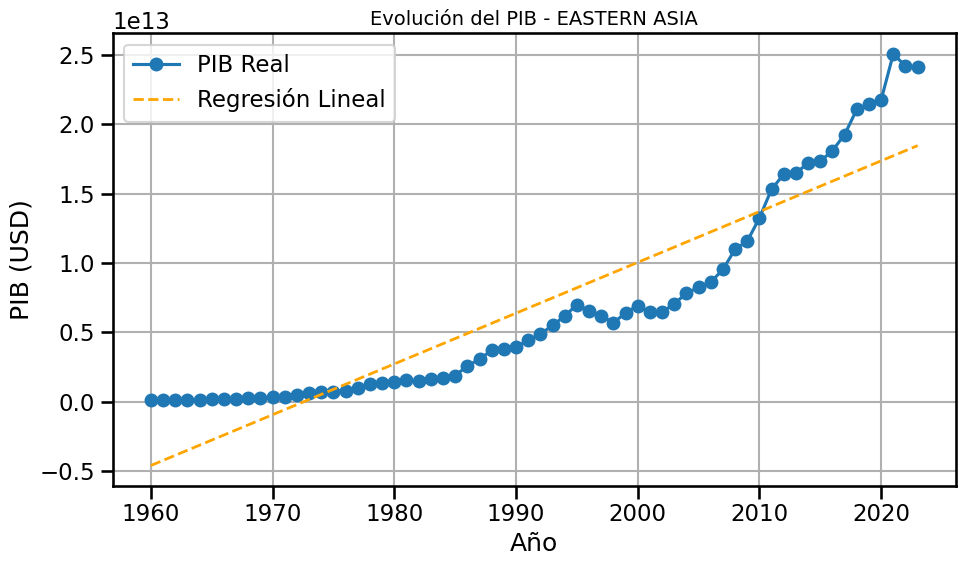 Evolución del PIB - EASTERN ASIA
1e13
PIB Real
Regresión Lineal
2.5
2.0
1.5
1.0
0.5
0.0
−0.5
PIB (USD)
1960 1970 1980 1990 2000 2010 2020
Año